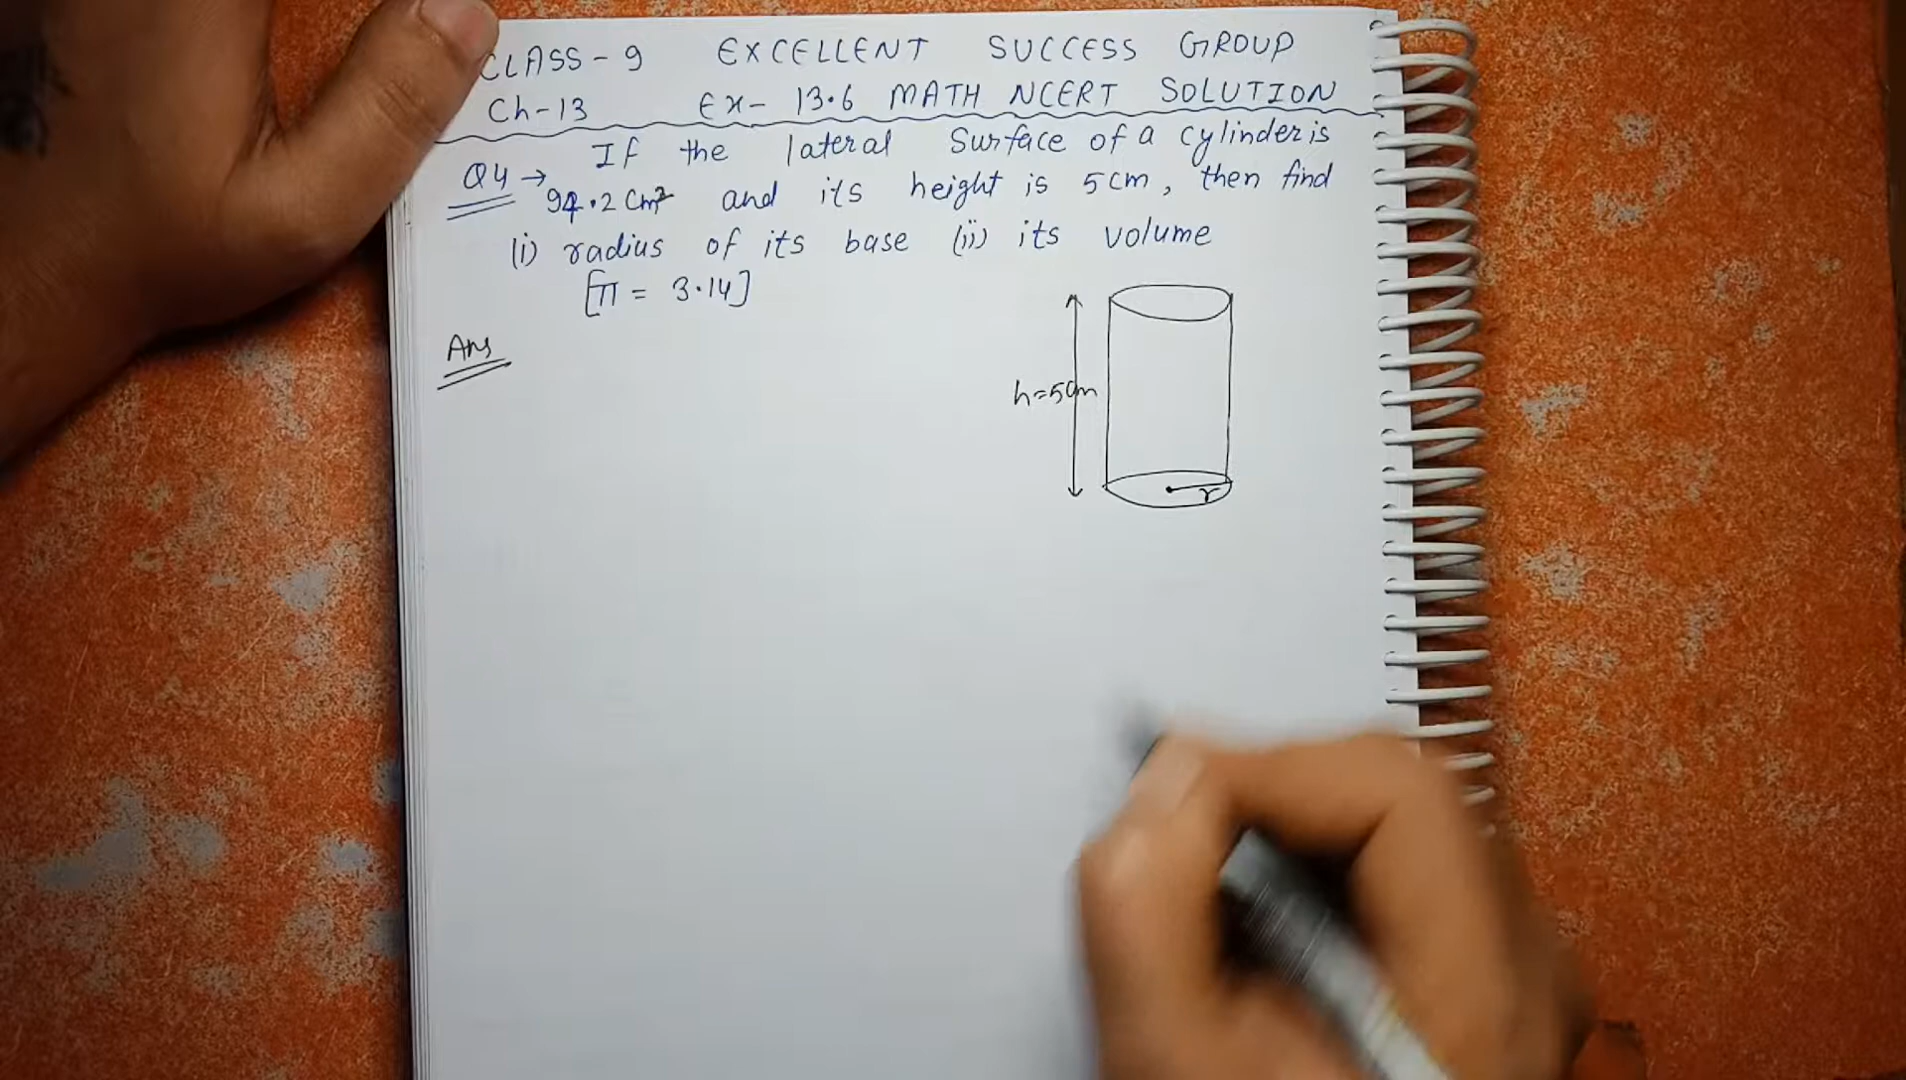 CLASS-9 EXCELLENT SUCCESS GROUP
Ch-13 Ex- 13.6 MATH NCERT SOLUTION
Q4 → If the lateral Surface of a cylinder is
94.2 Cm² and its height is 5cm, then find
(i) radius of its base (ii) its volume
[π = 3.14]
Ans
h=5cm
r